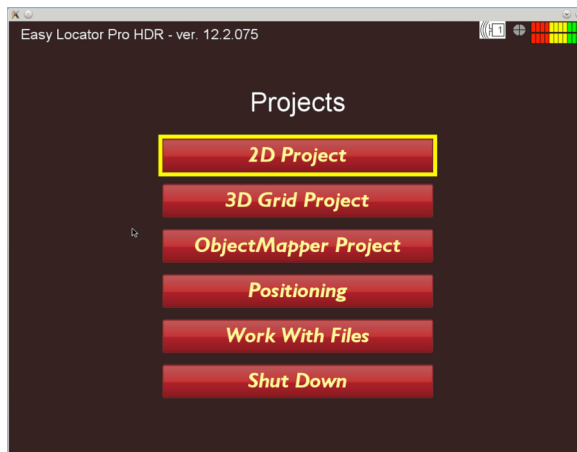 Easy Locator Pro HDR - ver. 12.2.075
1
Projects
2D Project
3D Grid Project
ObjectMapper Project
Positioning
Work With Files
Shut Down